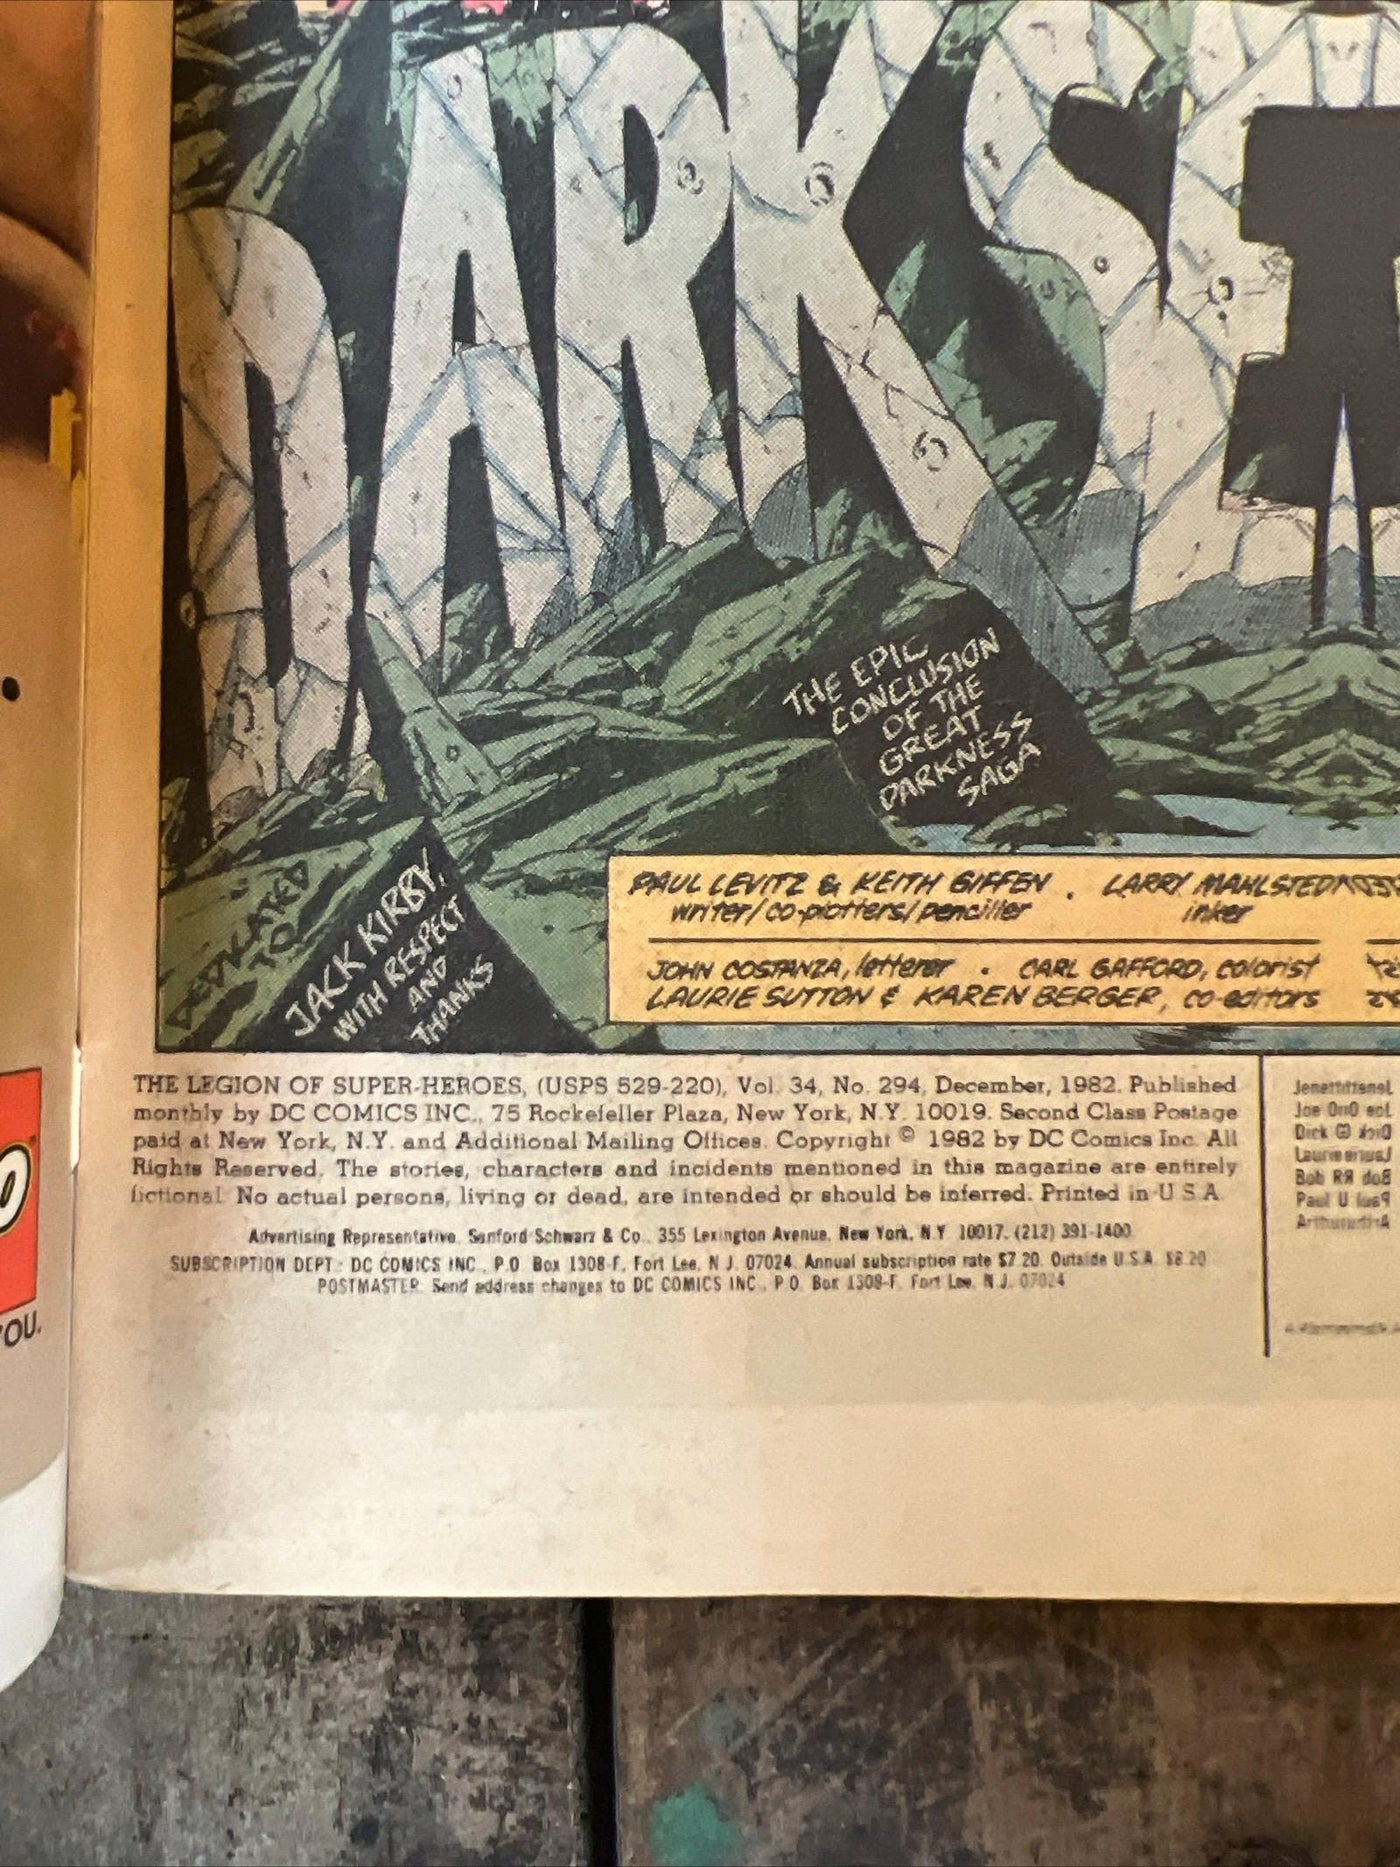 DARKSE
THE EPIC
CONCLUSION
OF THE
GREAT
DARKNESS
SAGA
DEDICATED
TO
JACK KIRBY,
WITH RESPECT
AND
THANKS
PAUL LEVITZ & KEITH GIFFEN . LARRY MAHLSTED
writer/co-plotters/penciller inker
JOHN COSTANZA, letterer . CARL GAFFORD, colorist
LAURIE SUTTON & KAREN BERGER, co-editors
THE LEGION OF SUPER-HEROES, (USPS 529-220), Vol. 34, No. 294, December, 1982. Published
monthly by DC COMICS INC., 75 Rockefeller Plaza, New York, N.Y. 10019. Second Class Postage
paid at New York, N.Y. and Additional Mailing Offices. Copyright © 1982 by DC Comics Inc. All
Rights Reserved. The stories, characters and incidents mentioned in this magazine are entirely
fictional. No actual persons, living or dead, are intended or should be inferred. Printed in U.S.A.
Advertising Representative, Sanford Schwarz & Co., 355 Lexington Avenue, New York, N.Y. 10017. (212) 391-1400.
SUBSCRIPTION DEPT.: DC COMICS INC., P.O. Box 1308-F, Fort Lee, N.J. 07024. Annual subscription rate $7.20. Outside U.S.A. $8.20
POSTMASTER: Send address changes to DC COMICS INC., P.O. Box 1308-F, Fort Lee, N.J. 07024
Joe
Dick
Bob
Paul
YOU.